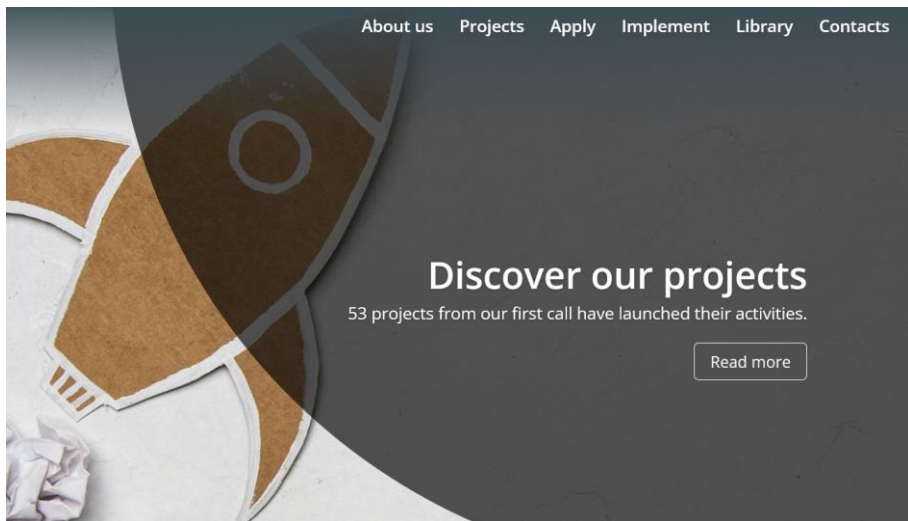 About us Projects Apply Implement Library Contacts
Discover our projects
53 projects from our first call have launched their activities.
Read more